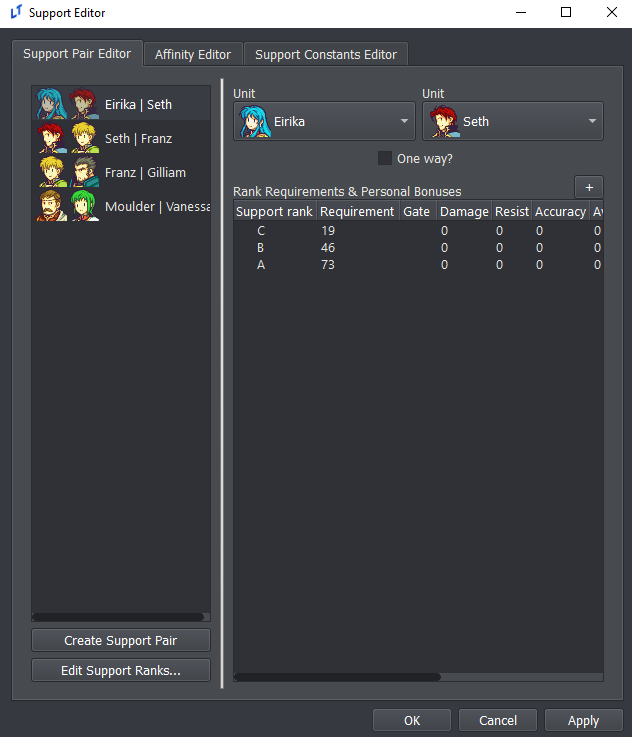 LT Support Editor
Support Pair Editor Affinity Editor Support Constants Editor
Eirika | Seth
Seth | Franz
Franz | Gilliam
Moulder | Vanessa
Create Support Pair
Edit Support Ranks...
Unit Unit
Eirika Seth
One way?
Rank Requirements & Personal Bonuses +
Support rank Requirement Gate Damage Resist Accuracy
C 19 0 0 0 0
B 46 0 0 0 0
A 73 0 0 0 0
OK Cancel Apply